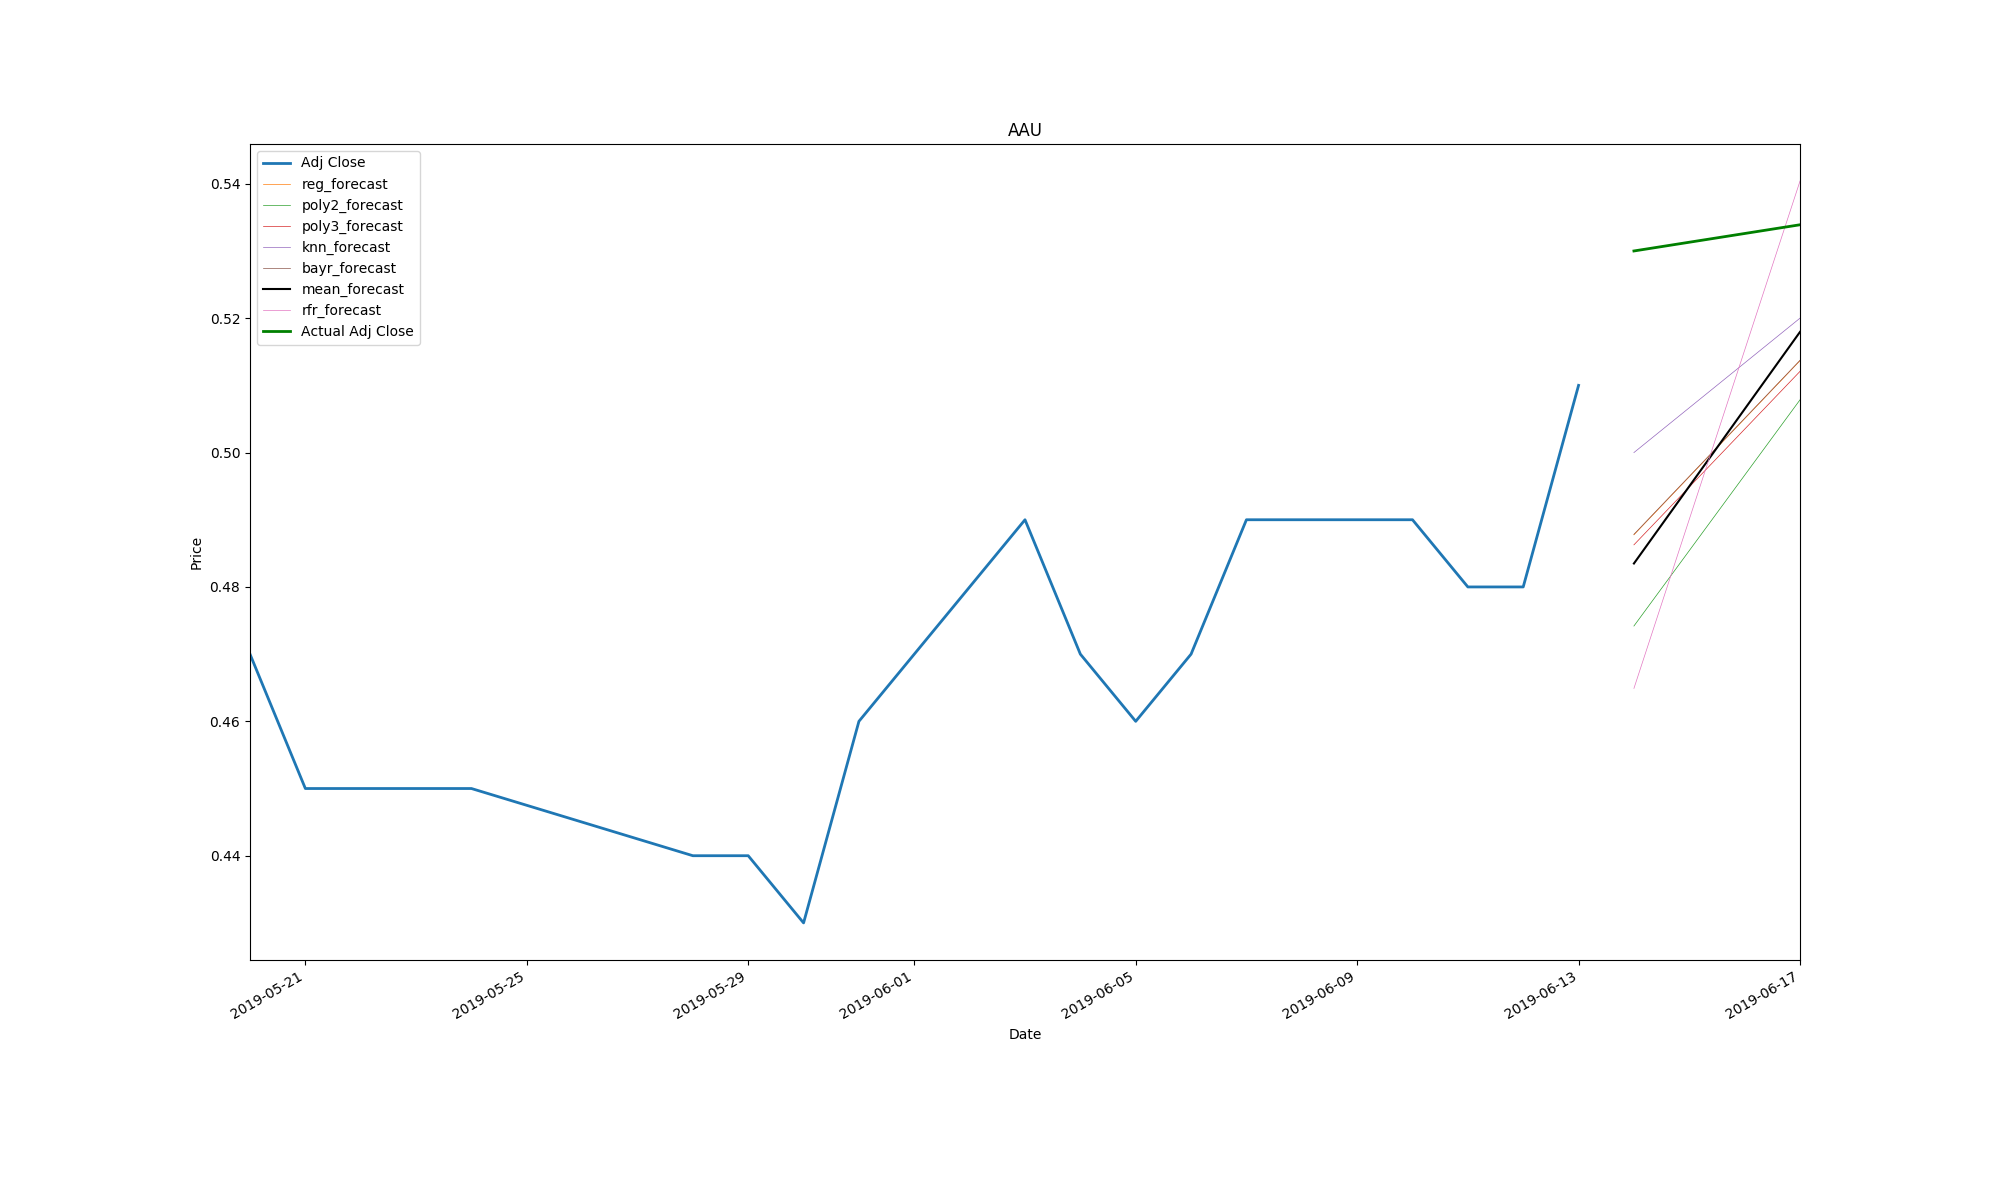 AAU
Adj Close
reg_forecast
poly2_forecast
poly3_forecast
knn_forecast
bayr_forecast
mean_forecast
rfr_forecast
Actual Adj Close
0.54
0.52
0.50
0.48
0.46
0.44
Price
2019-05-21
2019-05-25
2019-05-29
2019-06-01
2019-06-05
2019-06-09
2019-06-13
2019-06-17
Date